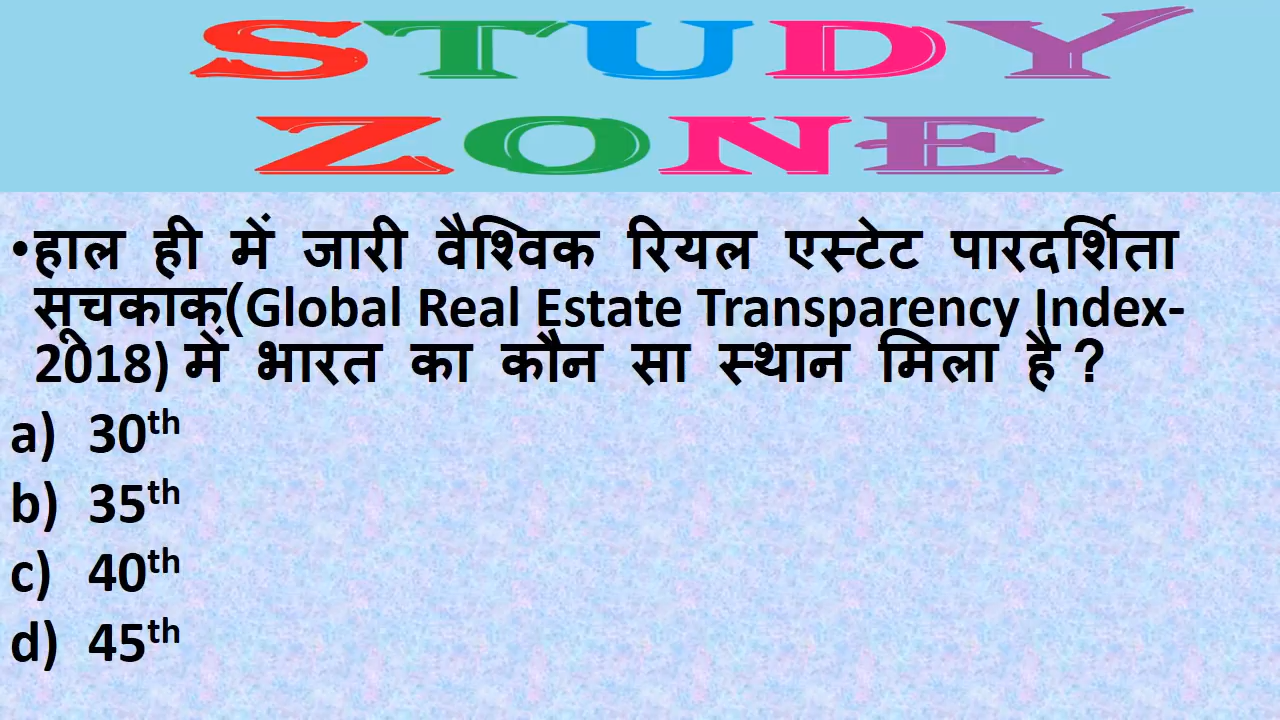 STUDY
ZONE
•हाल ही में जारी वैश्विक रियल एस्टेट पारदर्शिता
सूचकाक(Global Real Estate Transparency Index-
2018) में भारत का कौन सा स्थान मिला है ?
a) 30th
b) 35th
c) 40th
d) 45th